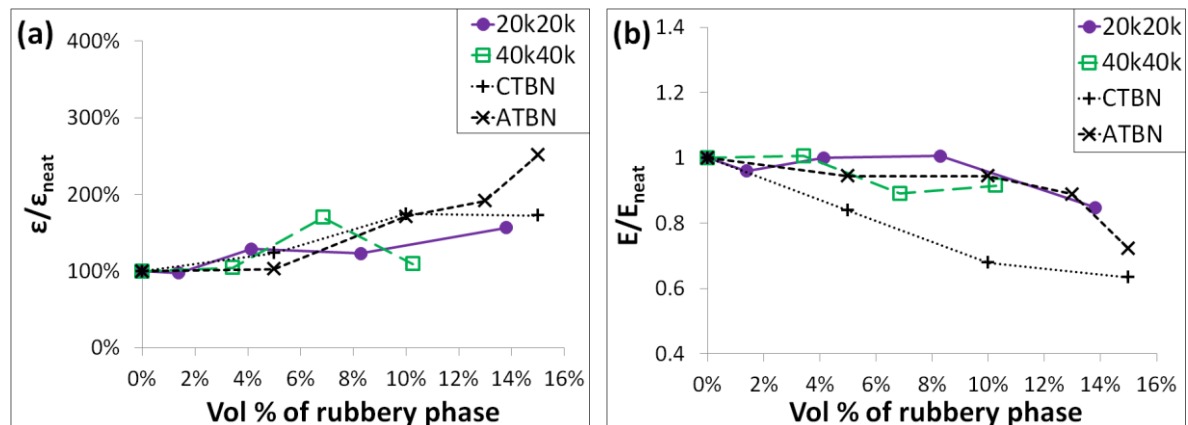 (a)
20k20k
40k40k
CTBN
ATBN
400%
300%
200%
100%
0%
ε/ε_neat
0% 2% 4% 6% 8% 10% 12% 14% 16%
Vol % of rubbery phase
(b)
20k20k
40k40k
CTBN
ATBN
1.4
1.2
1
0.8
0.6
0.4
E/E_neat
0% 2% 4% 6% 8% 10% 12% 14% 16%
Vol % of rubbery phase